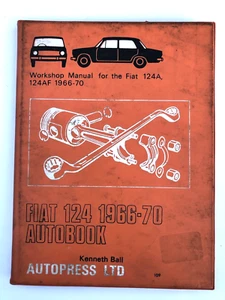 Workshop Manual for the Fiat 124A,
124AF 1966-70
FIAT 124 1966-70
AUTOBOOK
Kenneth Ball
AUTOPRESS LTD